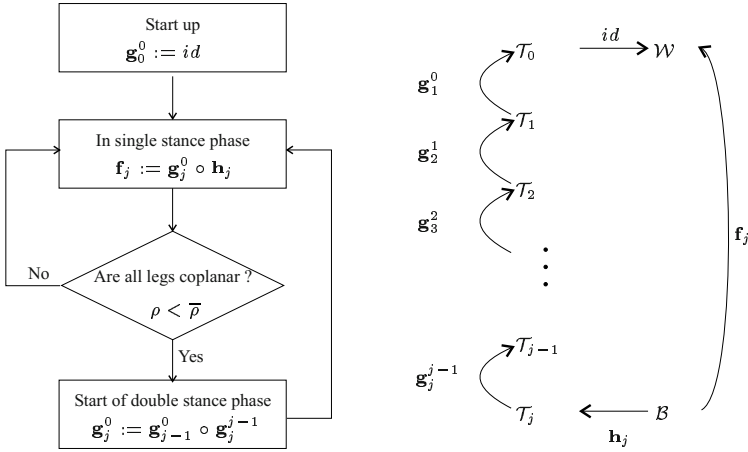 Start up
𝐠₀⁰ := id
In single stance phase
𝐟ⱼ := 𝐠ⱼ⁰ ∘ 𝐡ⱼ
No
Are all legs coplanar ?
ρ < ρ̅
Yes
Start of double stance phase
𝐠ⱼ⁰ := 𝐠ⱼ₋₁⁰ ∘ 𝐠ⱼʲ⁻¹
𝒯₀
id
𝒲
𝐠₁⁰
𝒯₁
𝐠₂¹
𝒯₂
𝐠₃²
𝐟ⱼ
⋮
𝒯ⱼ₋₁
𝐠ⱼʲ⁻¹
𝒯ⱼ
ℬ
𝐡ⱼ